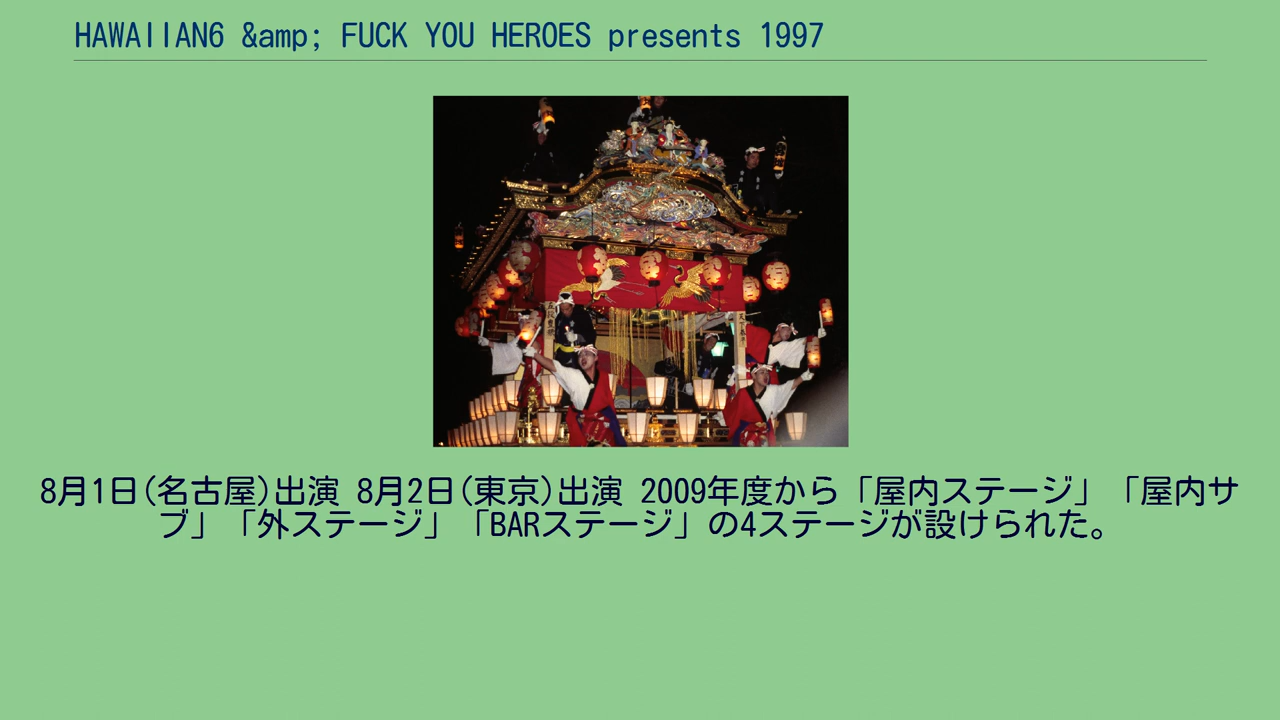 HAWAIIAN6 &amp; FUCK YOU HEROES presents 1997
8月1日(名古屋)出演 8月2日(東京)出演 2009年度から「屋内ステージ」「屋内サ
ブ」「外ステージ」「BARステージ」の4ステージが設けられた。